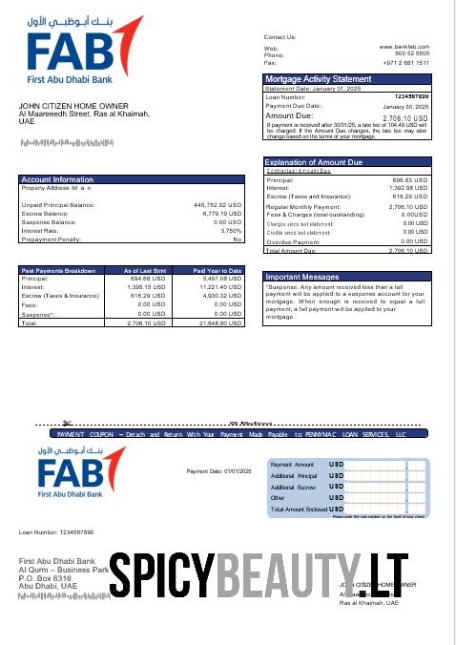 بنك أبوظبي الأول
FAB
First Abu Dhabi Bank
Contact Us:
Web: www.bankfab.com
Phone: 600 52 5500
Fax: +971 2 681 1511
Mortgage Activity Statement
Statement Date: January 01, 2025
Loan Number: 1234567890
Payment Due Date: January 30, 2025
Amount Due: 2,706.10 USD
If payment is received after 30/01/25, a late fee of 104.49 USD will
be charged. If the Amount Due changes, the late fee may also
change based on the terms of your mortgage.
JOHN CITIZEN HOME OWNER
Al Maareeedh Street, Ras al Khaimah,
UAE
Explanation of Amount Due
Contractual Amount Due
Principal: 696.83 USD
Interest: 1,392.98 USD
Escrow (Taxes and Insurance): 616.29 USD
Regular Monthly Payment: 2,706.10 USD
Fees & Charges (total outstanding) 0.00USD
Charges since last statement: 0.00 USD
Credits since last statement: 0.00 USD
Overdue Payment: 0.00 USD
Total Amount Due: 2,706.10 USD
Account Information
Property Address
Unpaid Principal Balance: 445,752.92 USD
Escrow Balance: 6,779.19 USD
Suspense Balance: 0.00 USD
Interest Rate: 3.750%
Prepayment Penalty: No
Past Payments Breakdown As of Last Stmt Paid Year to Date
Principal: 694.66 USD 5,497.08 USD
Interest: 1,395.15 USD 11,221.40 USD
Escrow (Taxes & Insurance): 616.29 USD 4,930.32 USD
Fees: 0.00 USD 0.00 USD
Suspense*: 0.00 USD 0.00 USD
Total: 2,706.10 USD 21,648.80 USD
Important Messages
*Suspense: Any amount received less than a full
payment will be applied to a suspense account for your
mortgage. When enough is received to equal a full
payment, a full payment will be applied to your
mortgage.
PAYMENT COUPON – Detach and Return With Your Payment Made Payable to: PENNYMAC LOAN SERVICES, LLC
بنك أبوظبي الأول
FAB
First Abu Dhabi Bank
Payment Date: 01/01/2025
Payment Amount USD
Additional Principal USD
Additional Escrow USD
Other USD
Total Amount Enclosed USD
Loan Number: 1234567890
First Abu Dhabi Bank
Al Qurm – Business Park
P.O. Box 6316
Abu Dhabi, UAE
SPICYBEAUTY.LT
JOHN CITIZEN HOME OWNER
Ras al Khaimah, UAE